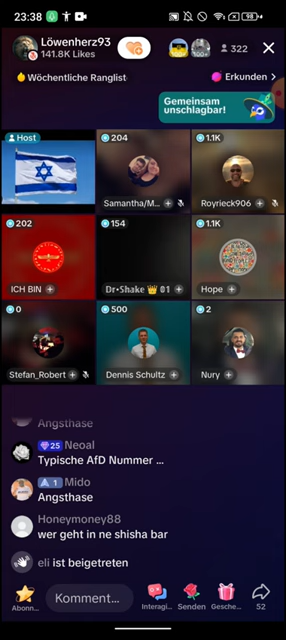 23:38
98
Löwenherz93
141.8K Likes
100+
322
Wöchentliche Ranglist
Erkunden >
Gemeinsam
unschlagbar!
Host
204
1.1K
Samantha/M...
Royrieck906
202
154
1.1K
ICH BIN
Dr•Shake 👑 01
Hope
0
500
2
Stefan_Robert
Dennis Schultz
Nury
Angsthase
25 Neoal
Typische AfD Nummer ...
1 Mido
Angsthase
Honeymoney88
wer geht in ne shisha bar
eli ist beigetreten
Kommentar...
Abonn...
Interagi...
Senden
Gesche...
52